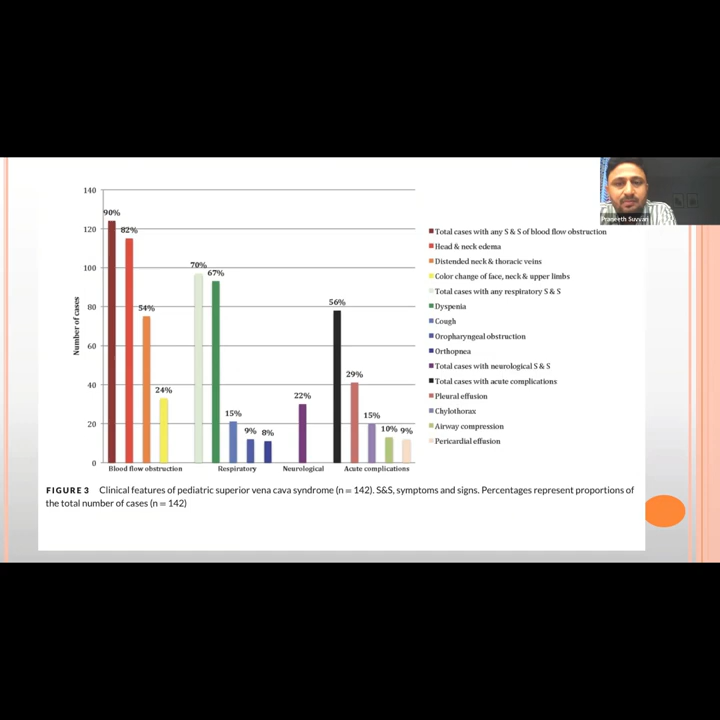 Praneeth Suvvari
140
120
100
80
60
40
20
0
Number of cases
90%
82%
54%
24%
70%
67%
15%
9%
8%
22%
56%
29%
15%
10%
9%
Blood flow obstruction
Respiratory
Neurological
Acute complications
Total cases with any S & S of blood flow obstruction
Head & neck edema
Distended neck & thoracic veins
Color change of face, neck & upper limbs
Total cases with any respiratory S & S
Dyspenia
Cough
Oropharyngeal obstruction
Orthopnea
Total cases with neurological S & S
Total cases with acute complications
Pleural effusion
Chylothorax
Airway compression
Pericardial effusion
FIGURE 3 Clinical features of pediatric superior vena cava syndrome (n = 142). S&S, symptoms and signs. Percentages represent proportions of
the total number of cases (n = 142)